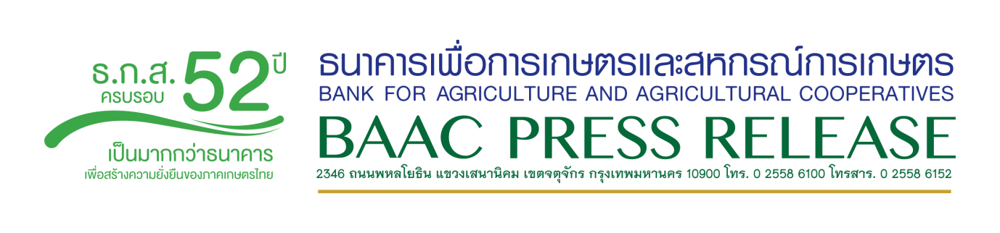 ธ.ก.ส. 52 ปี
ครบรอบ
เป็นมากกว่าธนาคาร
เพื่อสร้างความยั่งยืนของภาคเกษตรไทย
ธนาคารเพื่อการเกษตรและสหกรณ์การเกษตร
BANK FOR AGRICULTURE AND AGRICULTURAL COOPERATIVES
BAAC PRESS RELEASE
2346 ถนนพหลโยธิน แขวงเสนานิคม เขตจตุจักร กรุงเทพมหานคร 10900 โทร. 0 2558 6100 โทรสาร. 0 2558 6152